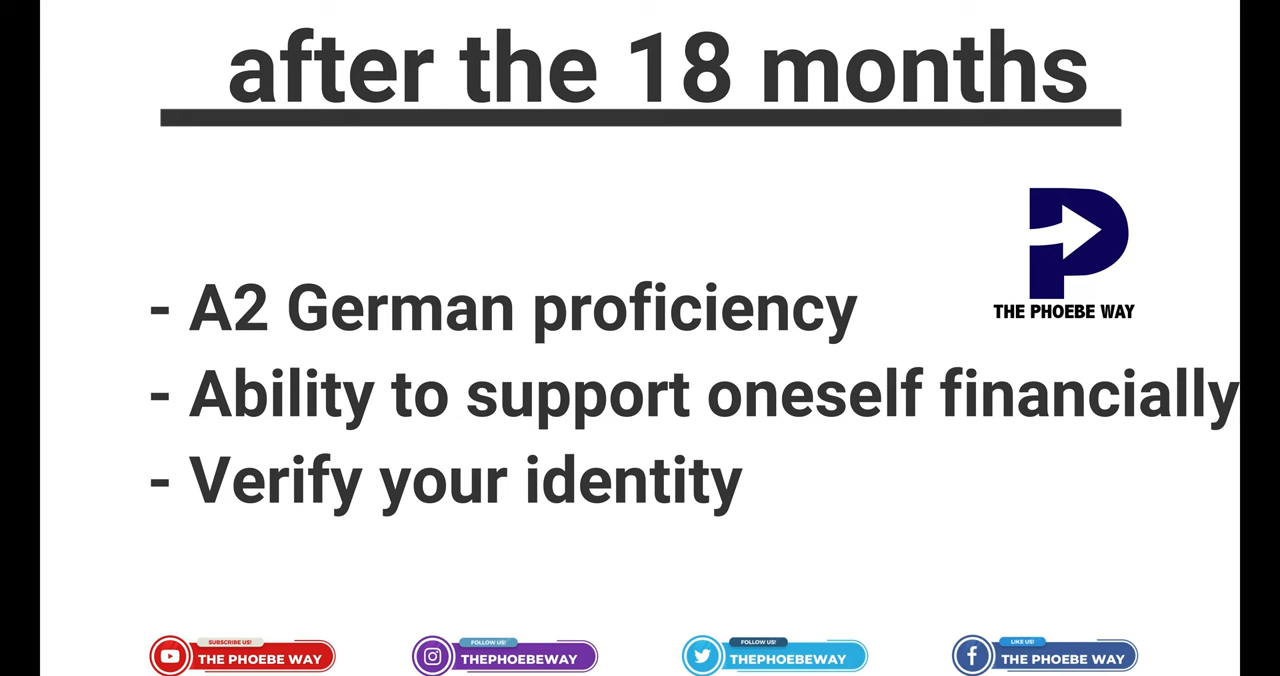 after the 18 months
THE PHOEBE WAY
- A2 German proficiency
- Ability to support oneself financially
- Verify your identity
SUBSCRIBE US!
THE PHOEBE WAY
FOLLOW US!
THEPHOEBEWAY
FOLLOW US!
THEPHOEBEWAY
LIKE US!
THE PHOEBE WAY